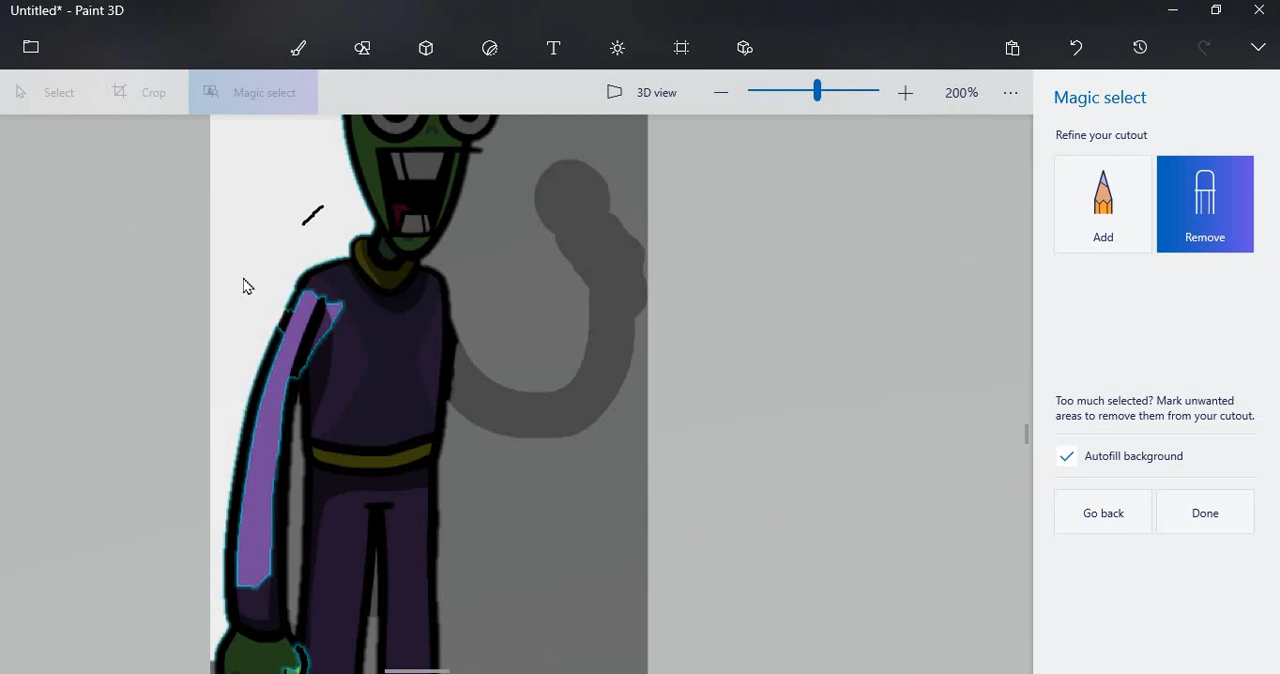 Untitled* - Paint 3D
Select
Crop
Magic select
3D view
200%
Magic select
Refine your cutout
Add
Remove
Too much selected? Mark unwanted
areas to remove them from your cutout.
Autofill background
Go back
Done